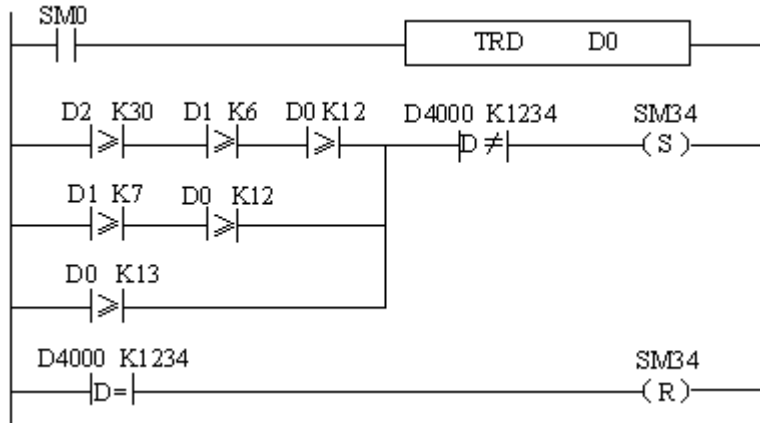 SM0
TRD D0
D2 K30 D1 K6 D0 K12 D4000 K1234 SM34
≥ ≥ ≥ D ≠ ( S )
D1 K7 D0 K12
≥ ≥
D0 K13
≥
D4000 K1234 SM34
D= ( R )